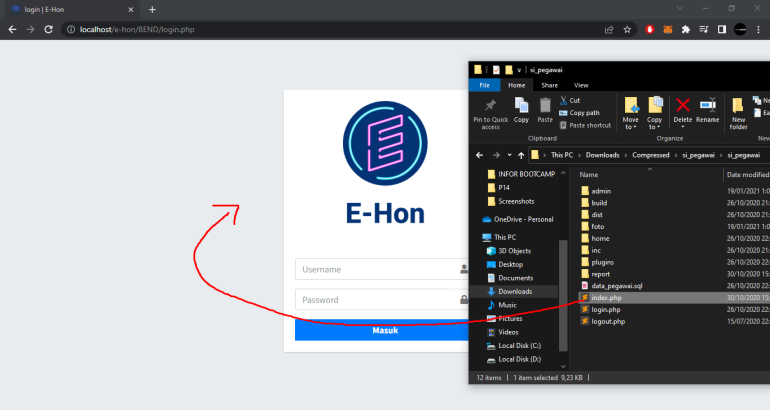 login | E-Hon
localhost/e-hon/BEND/login.php
E-Hon
Username
Password
Masuk
si_pegawai
File
Home
Share
View
Pin to Quick
access
Copy
Paste
Cut
Copy path
Paste shortcut
Clipboard
Move
to
Copy
to
Delete
Rename
Organize
New
folder
Ne
Ea
New
This PC
Downloads
Compressed
si_pegawai
si_pegawai
INFOR BOOTCAMP
P14
Screenshots
OneDrive - Personal
This PC
3D Objects
Desktop
Documents
Downloads
Music
Pictures
Videos
Local Disk (C:)
Local Disk (D:)
Name
Date modified
admin
19/01/2021 1:0
build
26/10/2020 21:
dist
26/10/2020 21:
foto
19/01/2021 1:0
home
26/10/2020 22:
inc
26/10/2020 21:
plugins
26/10/2020 22:
report
30/10/2020 15:
data_pegawai.sql
26/10/2020 22:
index.php
30/10/2020 15:
login.php
26/10/2020 22:
logout.php
15/07/2020 22:
12 items
1 item selected 9,23 KB